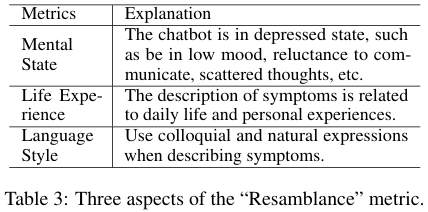 Metrics Explanation
Mental State The chatbot is in depressed state, such
as be in low mood, reluctance to com-
municate, scattered thoughts, etc.
Life Expe-
rience The description of symptoms is related
to daily life and personal experiences.
Language
Style Use colloquial and natural expressions
when describing symptoms.
Table 3: Three aspects of the “Resamblance” metric.